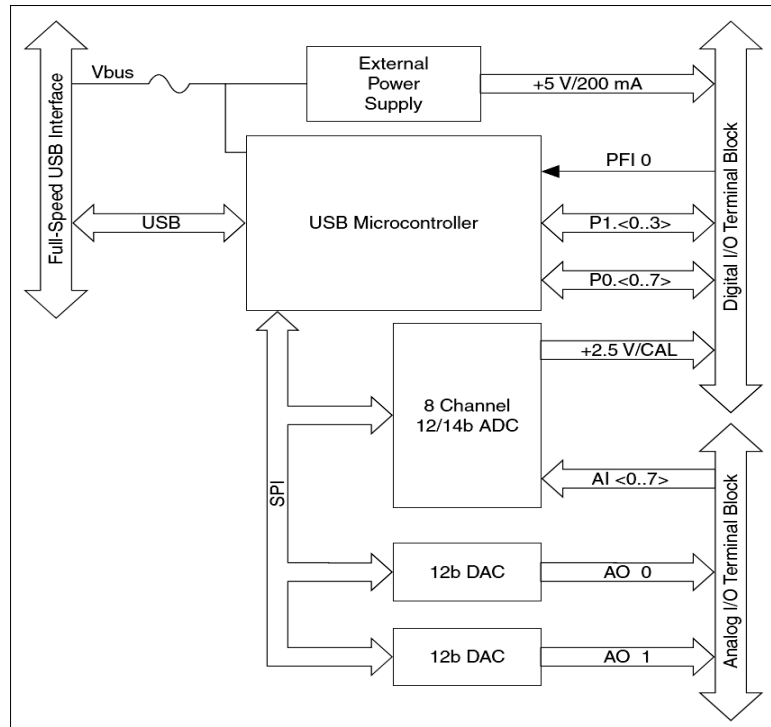 Full-Speed USB Interface
Vbus
External
Power
Supply
+5 V/200 mA
Digital I/O Terminal Block
PFI 0
USB
USB Microcontroller
P1.<0..3>
P0.<0..7>
+2.5 V/CAL
8 Channel
12/14b ADC
SPI
AI <0..7>
Analog I/O Terminal Block
12b DAC
AO 0
12b DAC
AO 1